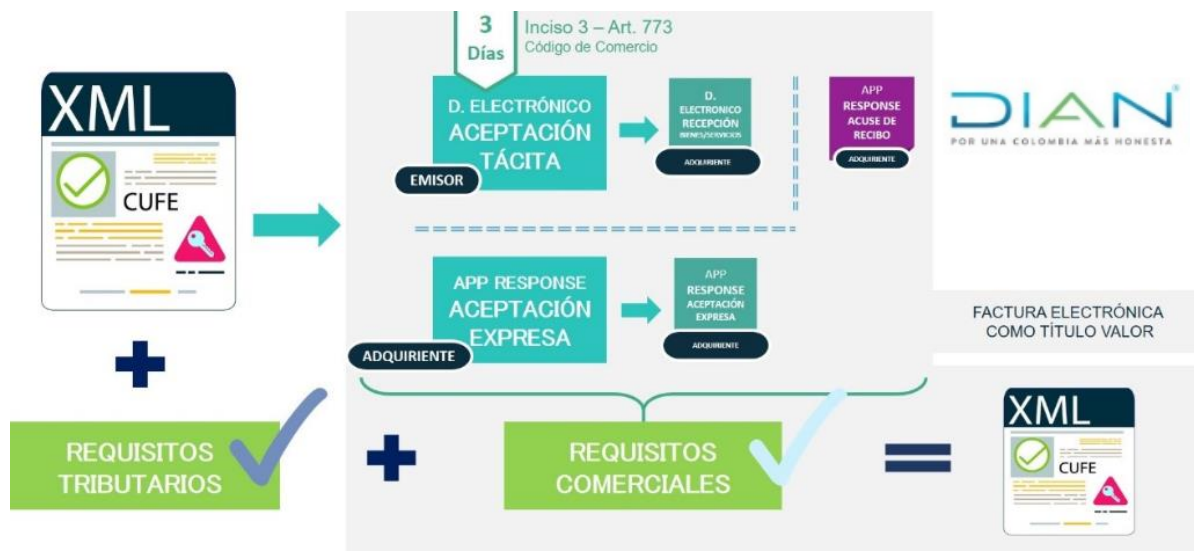 XML
CUFE
REQUISITOS
TRIBUTARIOS
3
Días
Inciso 3 – Art. 773
Código de Comercio
D. ELECTRÓNICO
ACEPTACIÓN
TÁCITA
EMISOR
D.
ELECTRONICO
RECEPCIÓN
BIENES/SERVICIOS
ADQUIRIENTE
APP
RESPONSE
ACUSE DE
RECIBO
ADQUIRIENTE
APP RESPONSE
ACEPTACIÓN
EXPRESA
ADQUIRIENTE
APP
RESPONSE
ACEPTACIÓN
EXPRESA
ADQUIRIENTE
REQUISITOS
COMERCIALES
DIAN
POR UNA COLOMBIA MÁS HONESTA
FACTURA ELECTRÓNICA
COMO TÍTULO VALOR
XML
CUFE